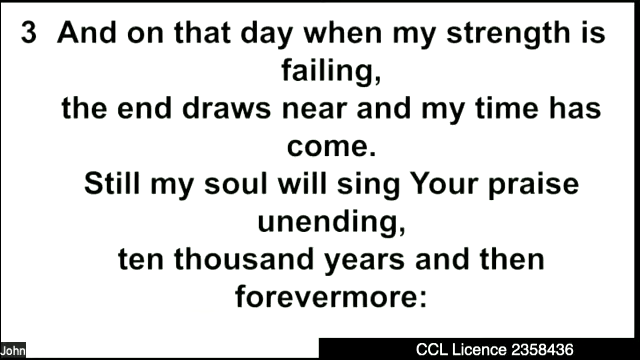 3 And on that day when my strength is
failing,
the end draws near and my time has
come.
Still my soul will sing Your praise
unending,
ten thousand years and then
forevermore:
John
CCL Licence 2358436